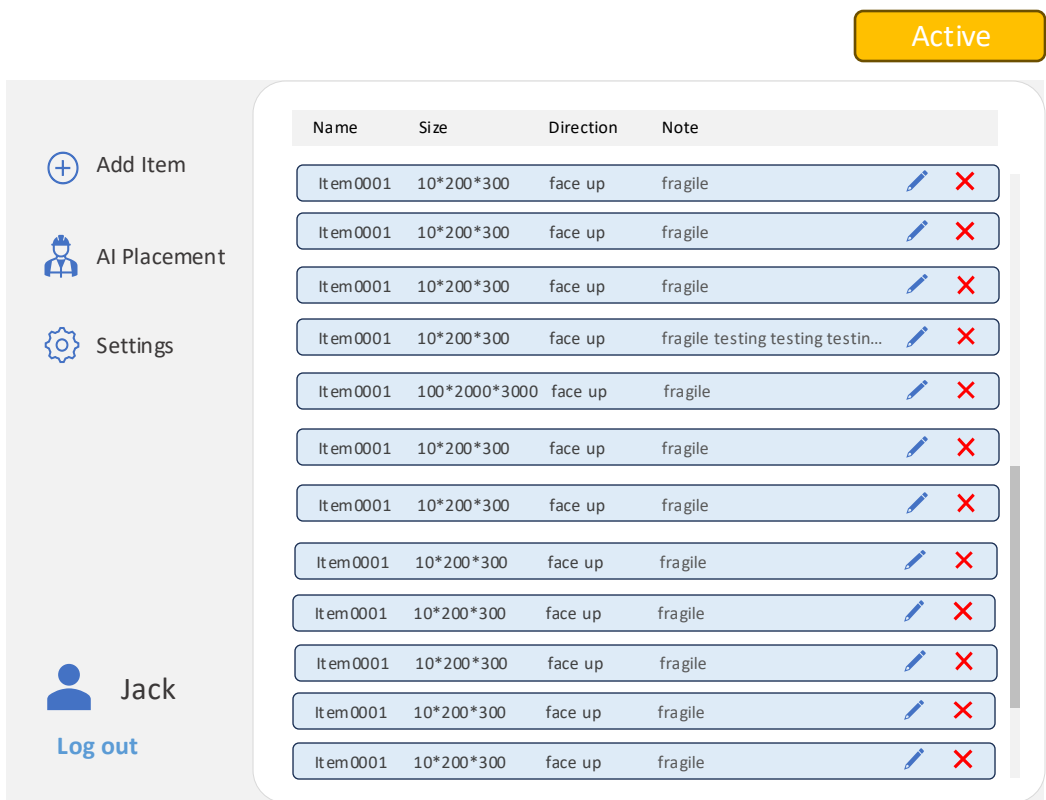 Active
Add Item
AI Placement
Settings
Jack
Log out
Name Size Direction Note
Item0001 10*200*300 face up fragile
Item0001 10*200*300 face up fragile
Item0001 10*200*300 face up fragile
Item0001 10*200*300 face up fragile testing testing testin...
Item0001 100*2000*3000 face up fragile
Item0001 10*200*300 face up fragile
Item0001 10*200*300 face up fragile
Item0001 10*200*300 face up fragile
Item0001 10*200*300 face up fragile
Item0001 10*200*300 face up fragile
Item0001 10*200*300 face up fragile
Item0001 10*200*300 face up fragile